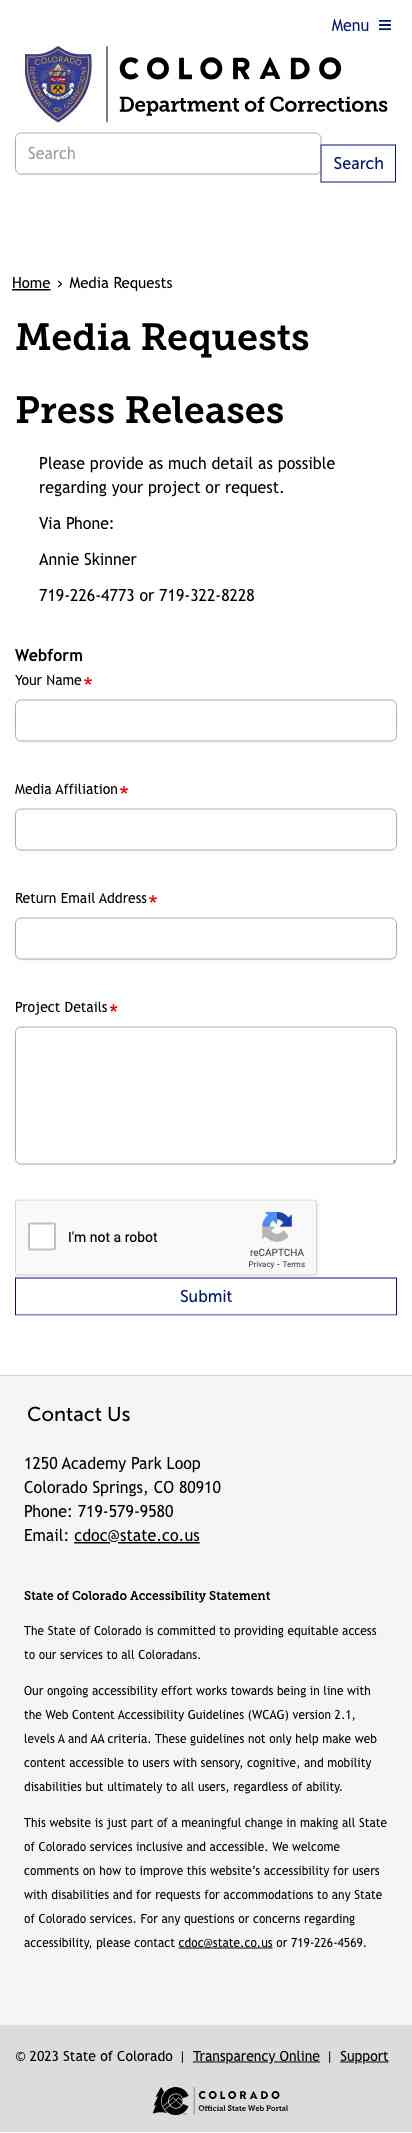 Menu
COLORADO
Department of Corrections
Search
Search
Home › Media Requests
Media Requests
Press Releases
Please provide as much detail as possible
regarding your project or request.
Via Phone:
Annie Skinner
719-226-4773 or 719-322-8228
Webform
Your Name*
Media Affiliation*
Return Email Address*
Project Details*
I'm not a robot
reCAPTCHA
Privacy - Terms
Submit
Contact Us
1250 Academy Park Loop
Colorado Springs, CO 80910
Phone: 719-579-9580
Email: cdoc@state.co.us
State of Colorado Accessibility Statement
The State of Colorado is committed to providing equitable access
to our services to all Coloradans.
Our ongoing accessibility effort works towards being in line with
the Web Content Accessibility Guidelines (WCAG) version 2.1,
levels A and AA criteria. These guidelines not only help make web
content accessible to users with sensory, cognitive, and mobility
disabilities but ultimately to all users, regardless of ability.
This website is just part of a meaningful change in making all State
of Colorado services inclusive and accessible. We welcome
comments on how to improve this website’s accessibility for users
with disabilities and for requests for accommodations to any State
of Colorado services. For any questions or concerns regarding
accessibility, please contact cdoc@state.co.us or 719-226-4569.
© 2023 State of Colorado | Transparency Online | Support
COLORADO
Official State Web Portal